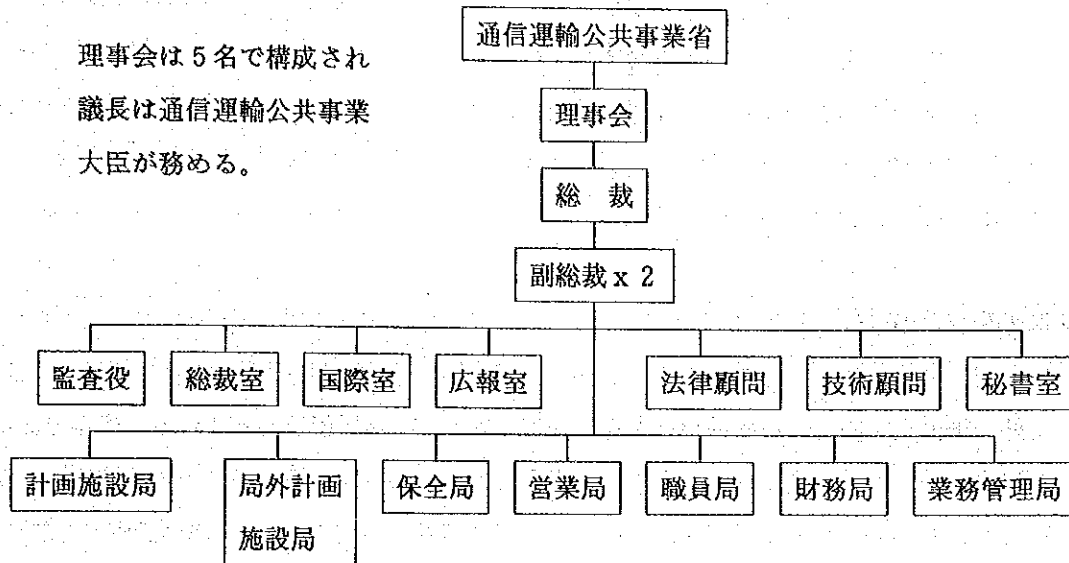 通信運輸公共事業省
理事会は5名で構成され
議長は通信運輸公共事業
大臣が務める。
理事会
総 裁
副総裁 x 2
監査役
総裁室
国際室
広報室
法律顧問
技術顧問
秘書室
計画施設局
局外計画
施設局
保全局
営業局
職員局
財務局
業務管理局